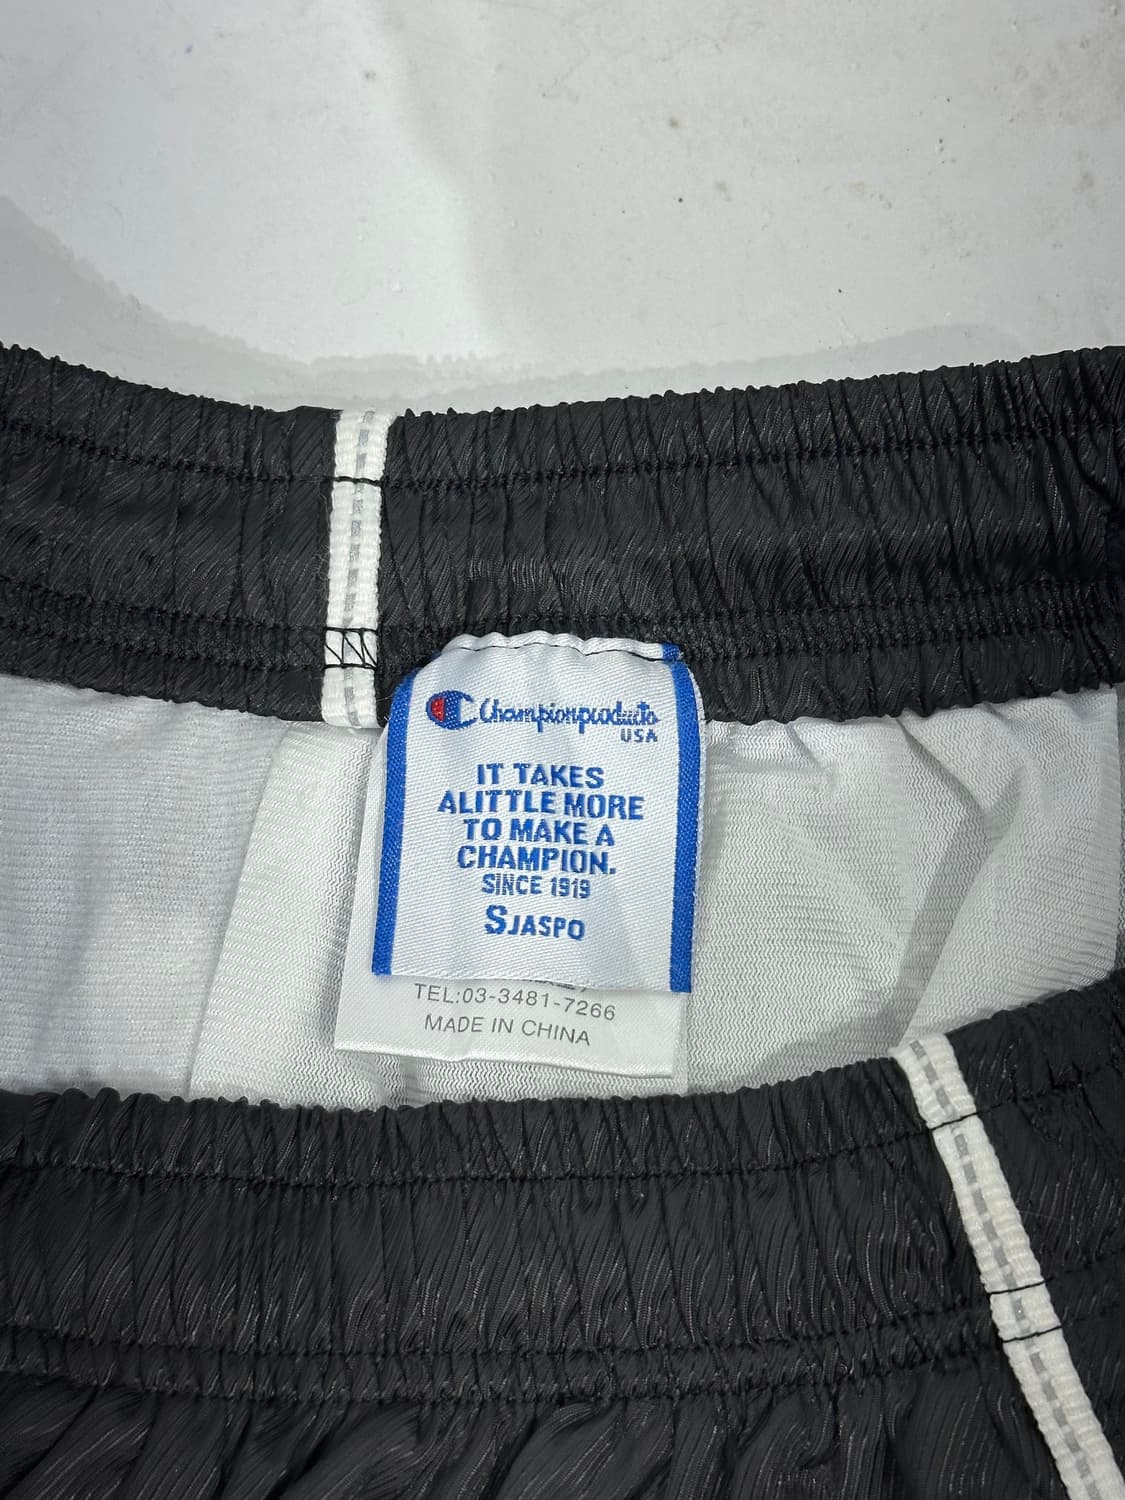 Championproducts
USA
IT TAKES
ALITTLE MORE
TO MAKE A
CHAMPION.
SINCE 1919
SJASPO
TEL:03-3481-7266
MADE IN CHINA